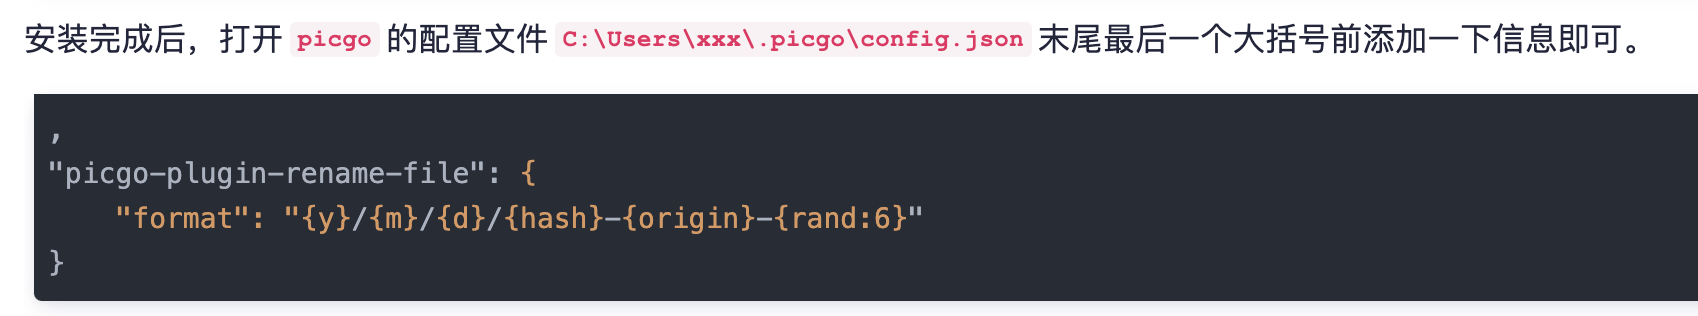 安装完成后，打开 picgo 的配置文件 C:\Users\xxx\.picgo\config.json 末尾最后一个大括号前添加一下信息即可。
,
"picgo-plugin-rename-file": {
    "format": "{y}/{m}/{d}/{hash}-{origin}-{rand:6}"
}